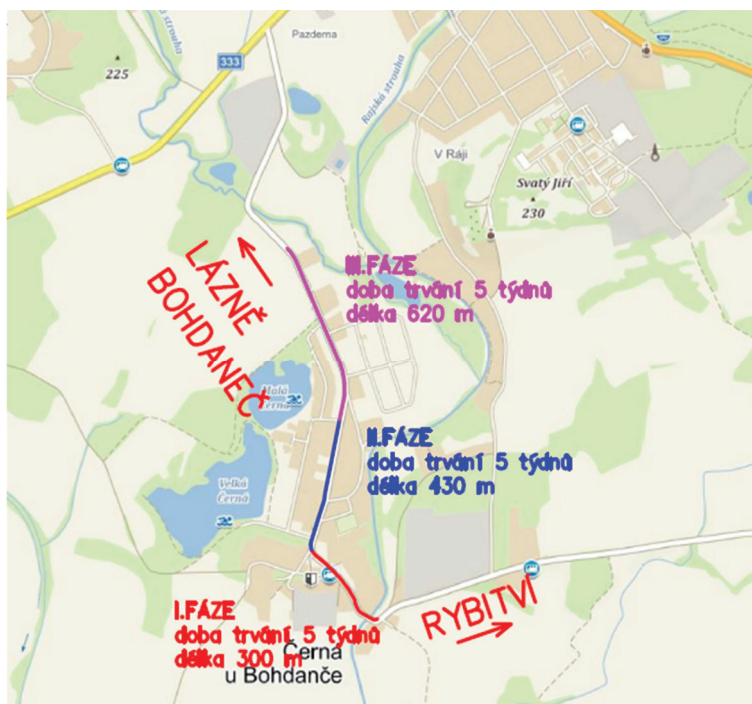 Pazderna
333
225
Rajská strouha
V Ráji
Svatý Jiří
230
LÁZNĚ
BOHDANEČ
III.FÁZE
doba trvání 5 týdnů
délka 620 m
Malá
Černá
II.FÁZE
doba trvání 5 týdnů
délka 430 m
Velká
Černá
I.FÁZE
doba trvání 5 týdnů
délka 300 m
RYBITVÍ
Černá
u Bohdanče